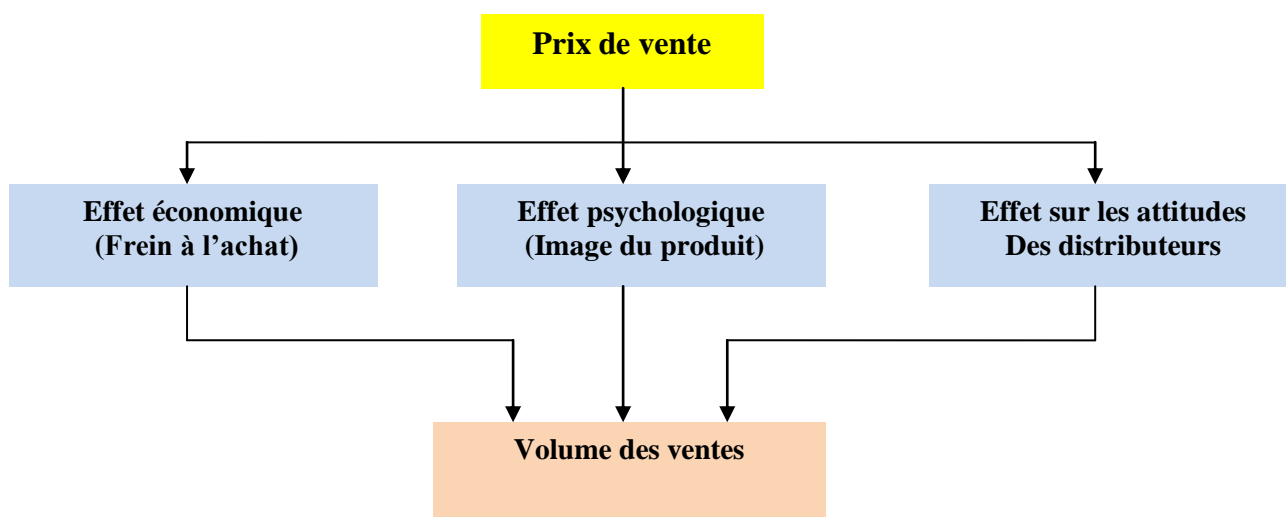 Prix de vente
Effet économique
(Frein à l’achat)
Effet psychologique
(Image du produit)
Effet sur les attitudes
Des distributeurs
Volume des ventes